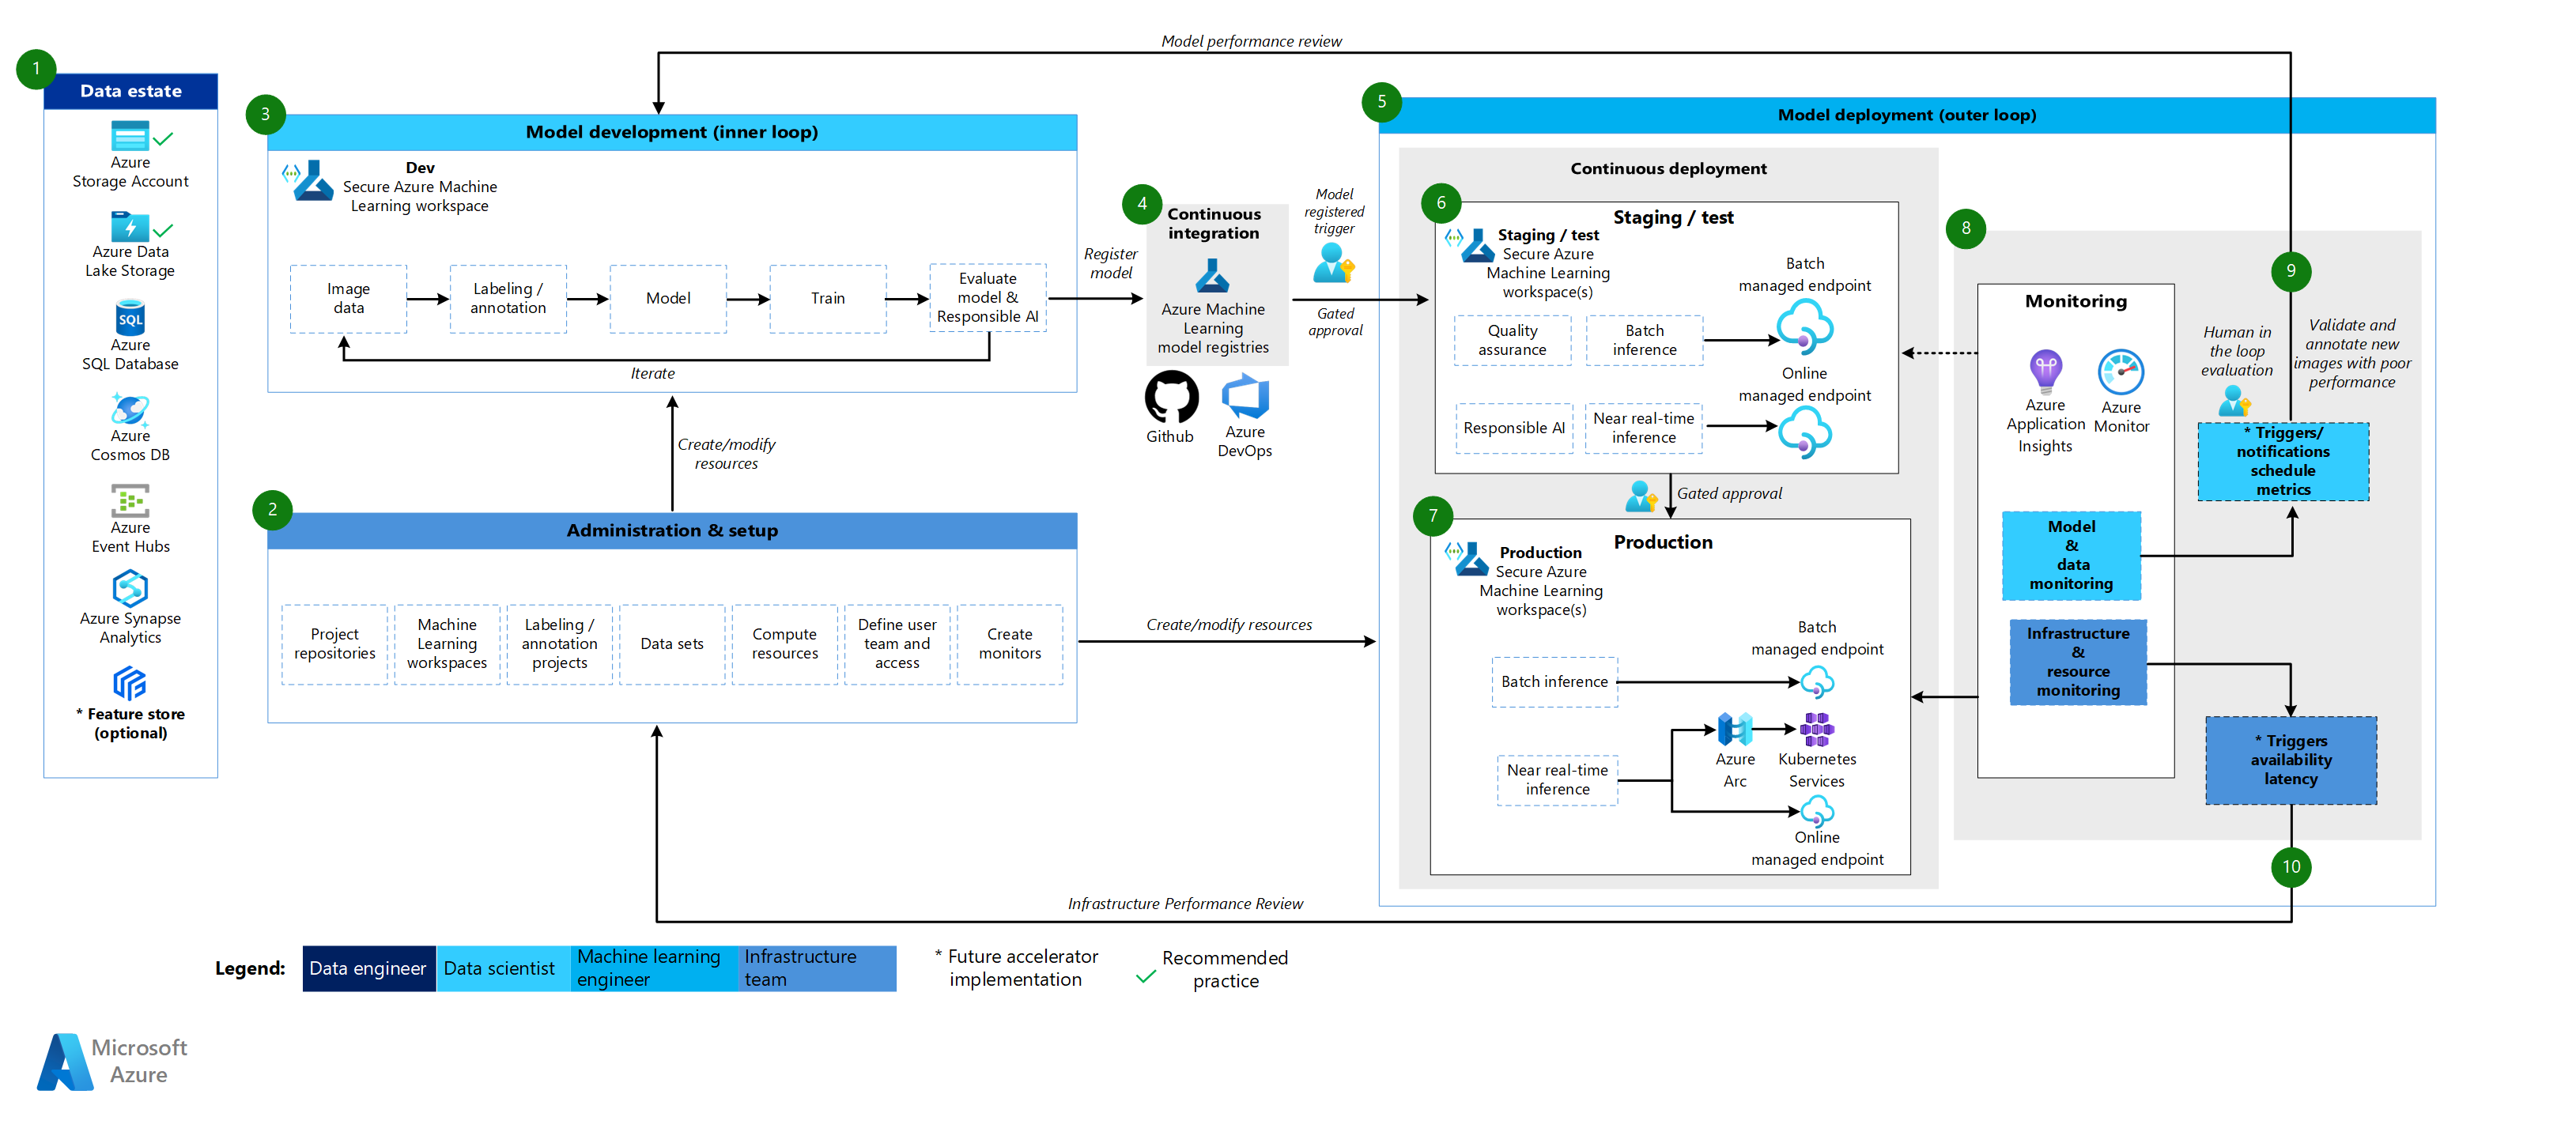 Model performance review
1
Data estate
Azure
Storage Account
Azure Data
Lake Storage
SQL
Azure
SQL Database
Azure
Cosmos DB
Azure
Event Hubs
Azure Synapse
Analytics
* Feature store
(optional)
3
Model development (inner loop)
Dev
Secure Azure Machine
Learning workspace
Image
data
Labeling /
annotation
Model
Train
Evaluate
model &
Responsible AI
Iterate
Create/modify
resources
2
Administration & setup
Project
repositories
Machine
Learning
workspaces
Labeling /
annotation
projects
Data sets
Compute
resources
Define user
team and
access
Create
monitors
Register
model
4
Continuous
integration
Azure Machine
Learning
model registries
Github
Azure
DevOps
Model
registered
trigger
Gated
approval
Create/modify resources
5
Model deployment (outer loop)
Continuous deployment
6
Staging / test
Staging / test
Secure Azure
Machine Learning
workspace(s)
Quality
assurance
Batch
inference
Batch
managed endpoint
Responsible AI
Near real-time
inference
Online
managed endpoint
Gated approval
7
Production
Production
Secure Azure
Machine Learning
workspace(s)
Batch inference
Batch
managed endpoint
Near real-time
inference
Azure
Arc
Kubernetes
Services
Online
managed endpoint
8
Monitoring
Azure
Application
Insights
Azure
Monitor
Model
&
data
monitoring
Infrastructure
&
resource
monitoring
9
Human in
the loop
evaluation
Validate and
annotate new
images with poor
performance
* Triggers/
notifications
schedule
metrics
* Triggers
availability
latency
10
Infrastructure Performance Review
Legend:
Data engineer
Data scientist
Machine learning
engineer
Infrastructure
team
* Future accelerator
implementation
Recommended
practice
Microsoft
Azure